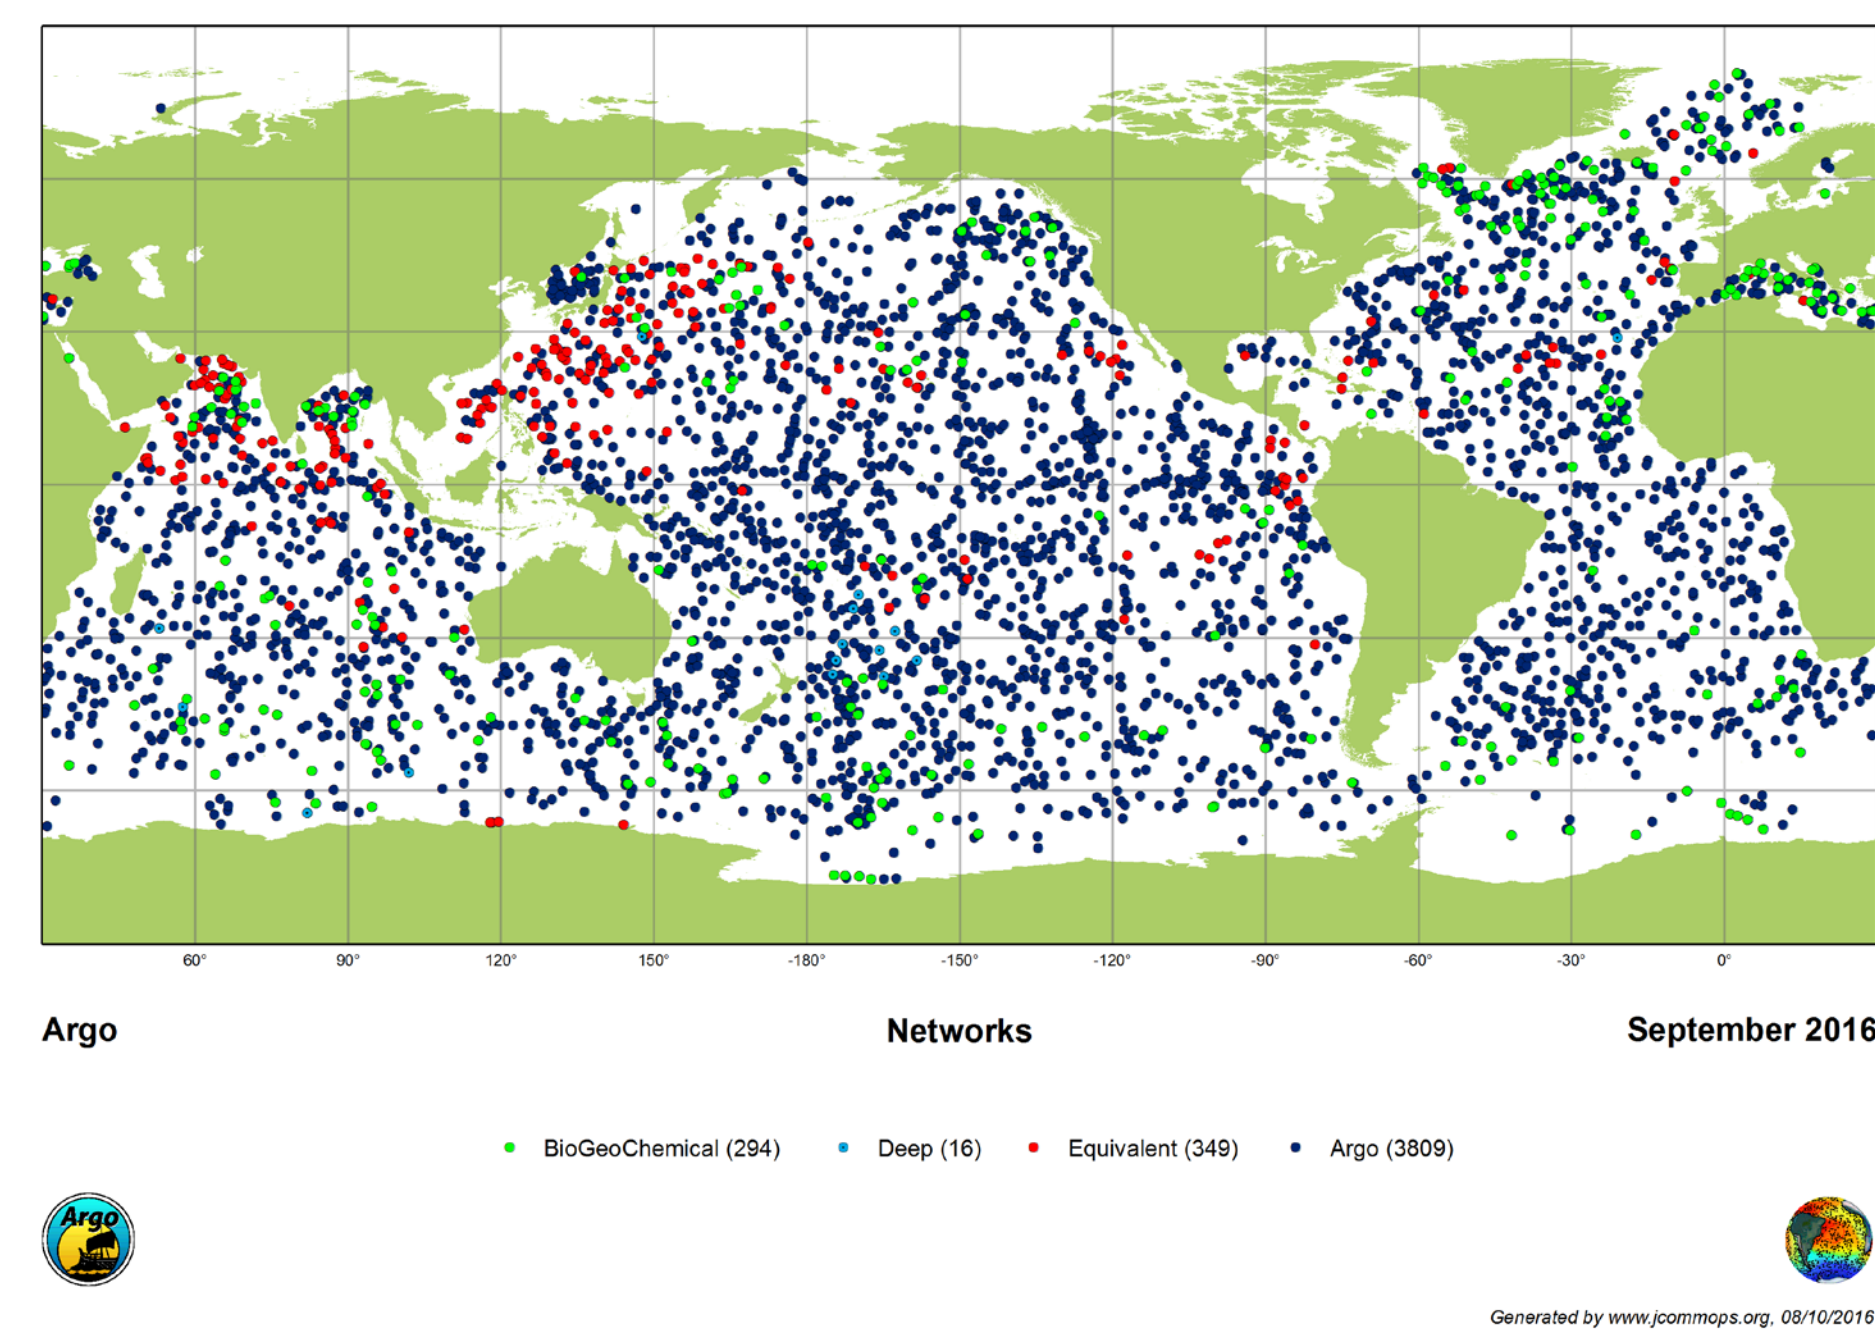 60° 90° 120° 150° -180° -150° -120° -90° -60° -30° 0°
Argo Networks September 2016
BioGeoChemical (294) Deep (16) Equivalent (349) Argo (3809)
Argo
Generated by www.jcommops.org, 08/10/2016